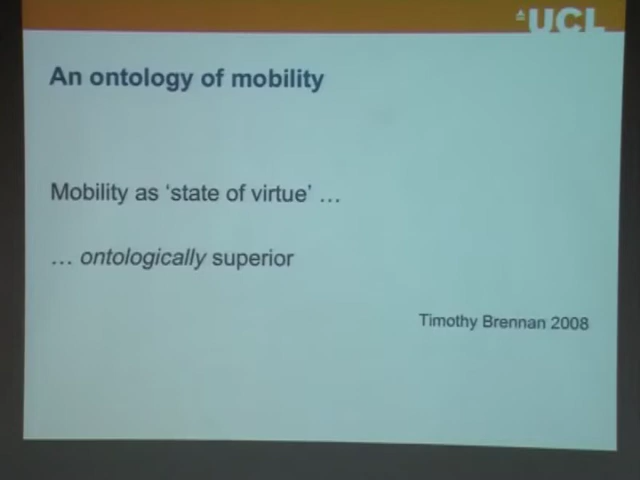 UCL
An ontology of mobility
Mobility as ‘state of virtue’ …
… ontologically superior
Timothy Brennan 2008